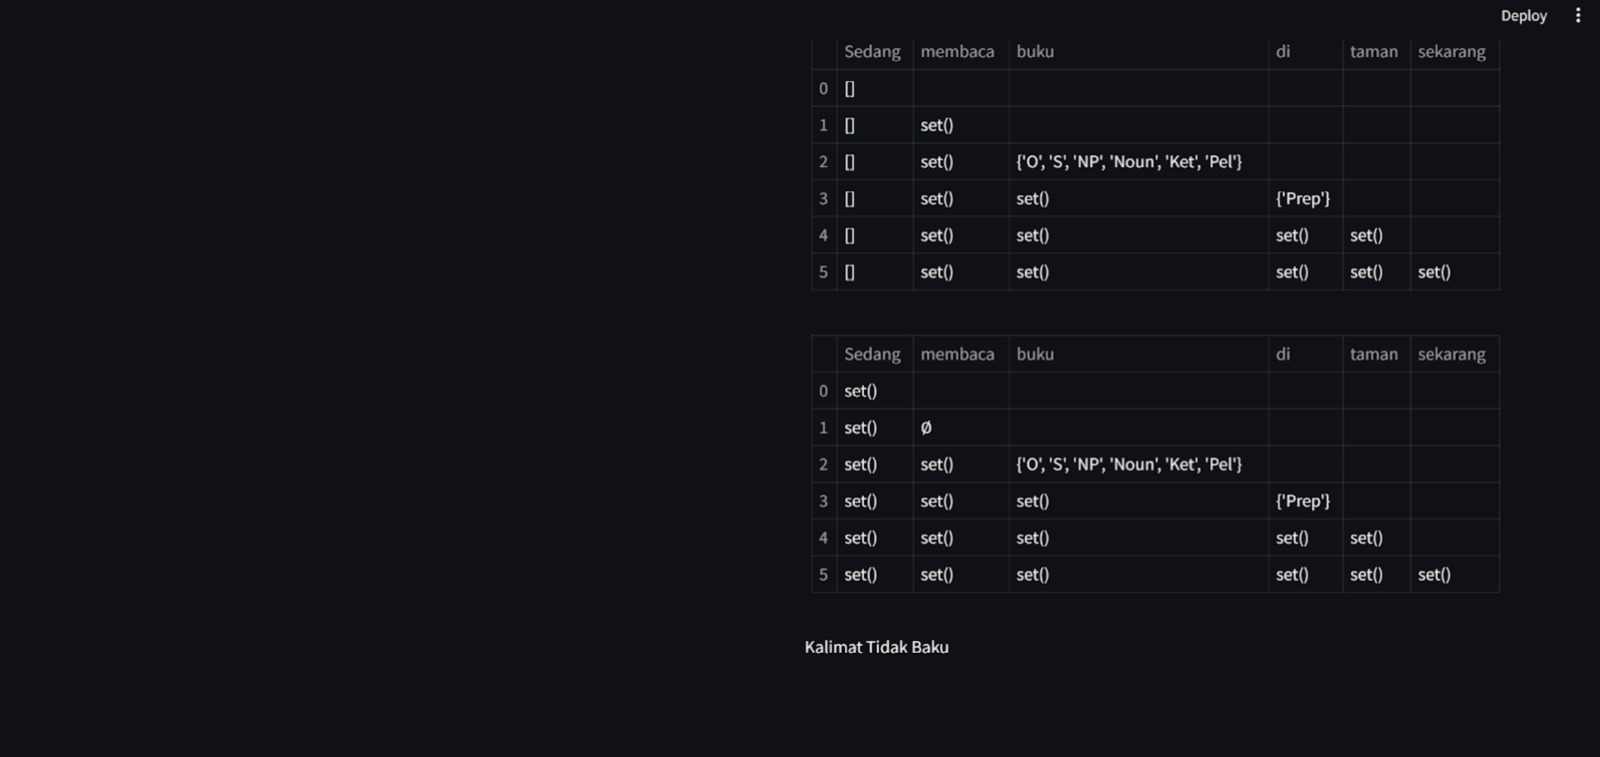 Deploy
Sedang membaca buku di taman sekarang
0 []
1 [] set()
2 [] set() {'O', 'S', 'NP', 'Noun', 'Ket', 'Pel'}
3 [] set() set() {'Prep'}
4 [] set() set() set() set()
5 [] set() set() set() set() set()
Sedang membaca buku di taman sekarang
0 set()
1 set() Ø
2 set() set() {'O', 'S', 'NP', 'Noun', 'Ket', 'Pel'}
3 set() set() set() {'Prep'}
4 set() set() set() set() set()
5 set() set() set() set() set() set()
Kalimat Tidak Baku